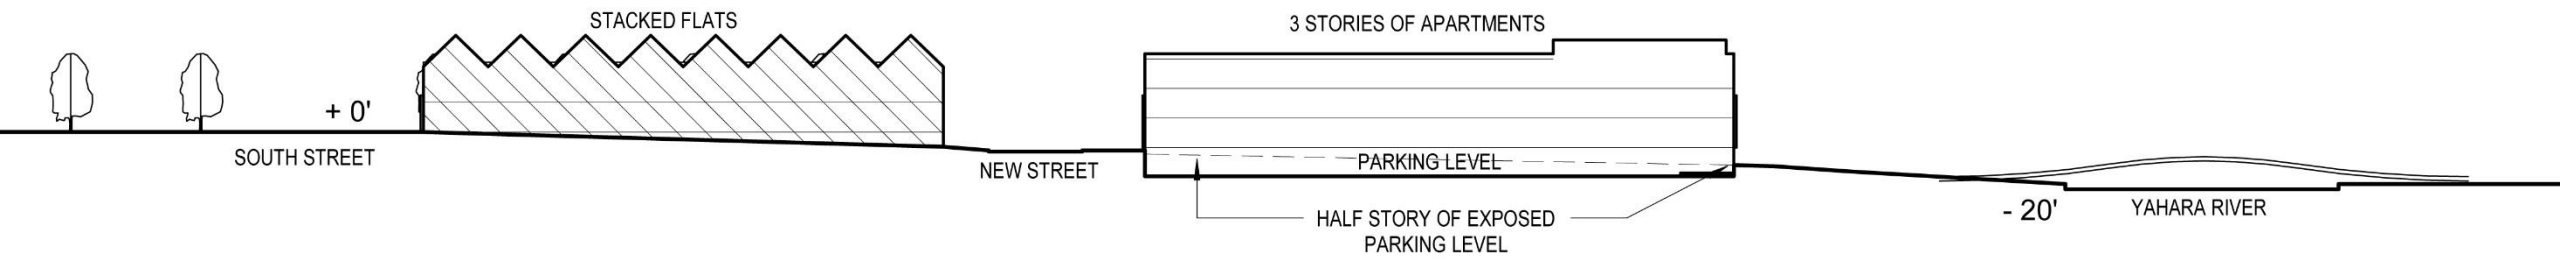 STACKED FLATS
3 STORIES OF APARTMENTS
+ 0'
SOUTH STREET
NEW STREET
PARKING LEVEL
HALF STORY OF EXPOSED
PARKING LEVEL
- 20'
YAHARA RIVER